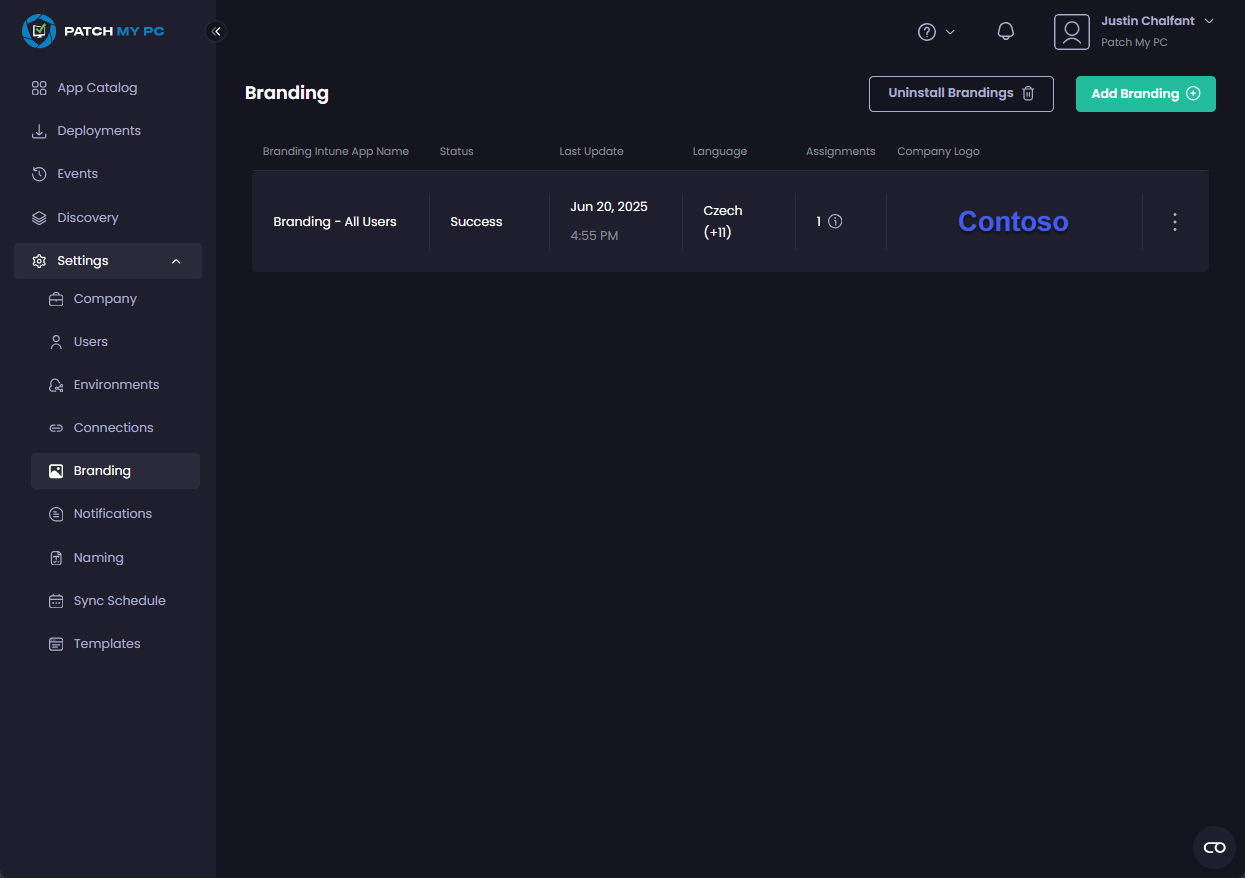 PATCH MY PC
Justin Chalfant
Patch My PC
App Catalog
Deployments
Events
Discovery
Settings
Company
Users
Environments
Connections
Branding
Notifications
Naming
Sync Schedule
Templates
Branding
Uninstall Brandings
Add Branding
Branding Intune App Name Status Last Update Language Assignments Company Logo
Branding - All Users
Success
Jun 20, 2025
4:55 PM
Czech
(+11)
1
Contoso